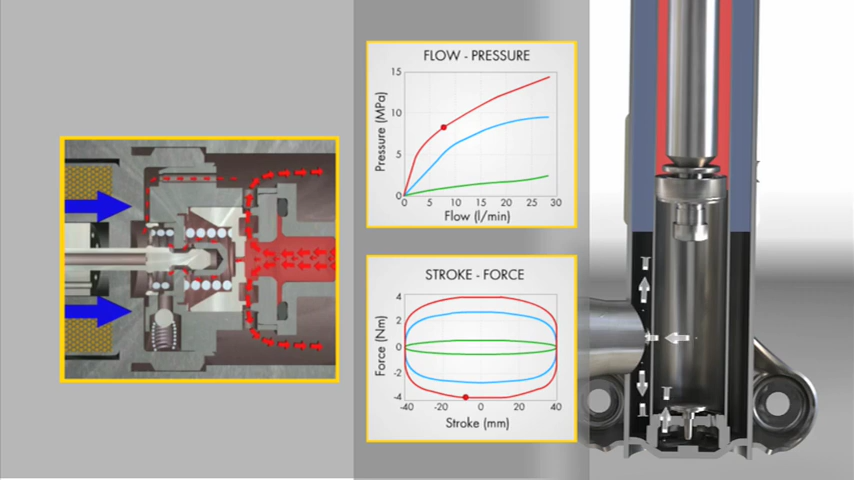 FLOW - PRESSURE
Pressure (MPa)
15
10
5
0
0 5 10 15 20 25 28 30
Flow (l/min)
STROKE - FORCE
Force (Nm)
4
2
0
-2
-4
-40 -20 0 20 40
Stroke (mm)